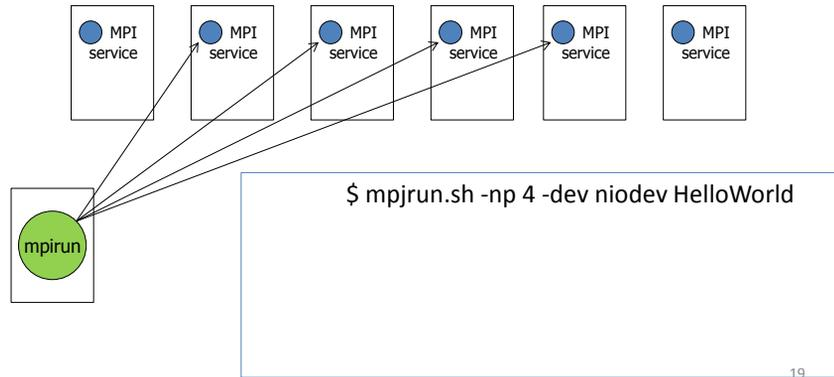 MPI
service
MPI
service
MPI
service
MPI
service
MPI
service
MPI
service
mpirun
$ mpjrun.sh -np 4 -dev niodev HelloWorld
19